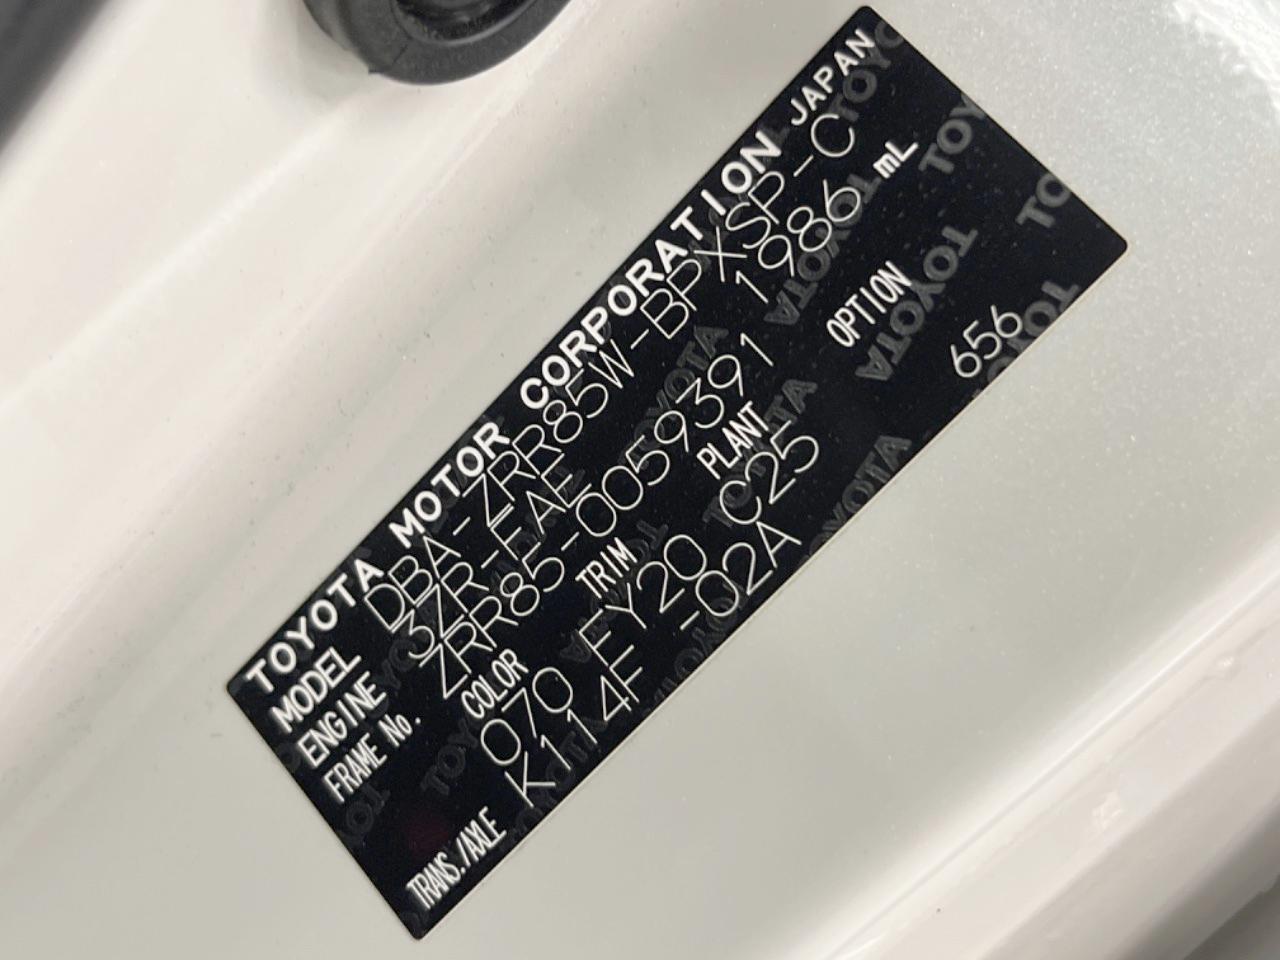 TOYOTA MOTOR CORPORATION JAPAN
MODEL DBA-ZRR85W-BPXSP-C
ENGINE 3ZR-FAE 1986 mL
FRAME No. ZRR85-0059391
COLOR TRIM PLANT OPTION
070 FY20 C25 656
TRANS./AXLE K114F -02A